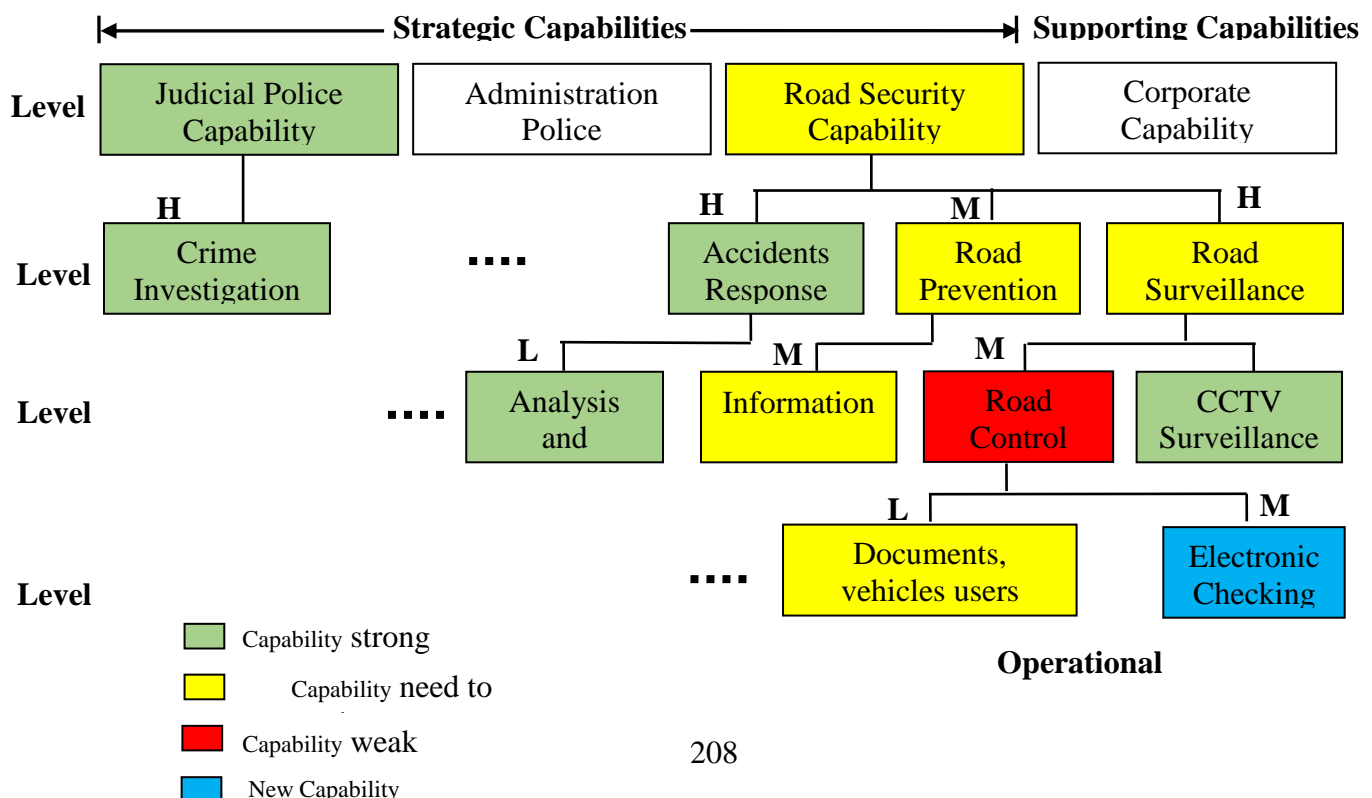 Strategic Capabilities
Supporting Capabilities
Level
Judicial Police
Capability
Administration
Police
Road Security
Capability
Corporate
Capability
H
H
M
H
Level
Crime
Investigation
....
Accidents
Response
Road
Prevention
Road
Surveillance
L
M
M
Level
....
Analysis
and
Information
Road
Control
CCTV
Surveillance
L
M
Level
....
Documents,
vehicles users
Electronic
Checking
Operational
Capability strong
Capability need to
Capability weak
New Capability
208